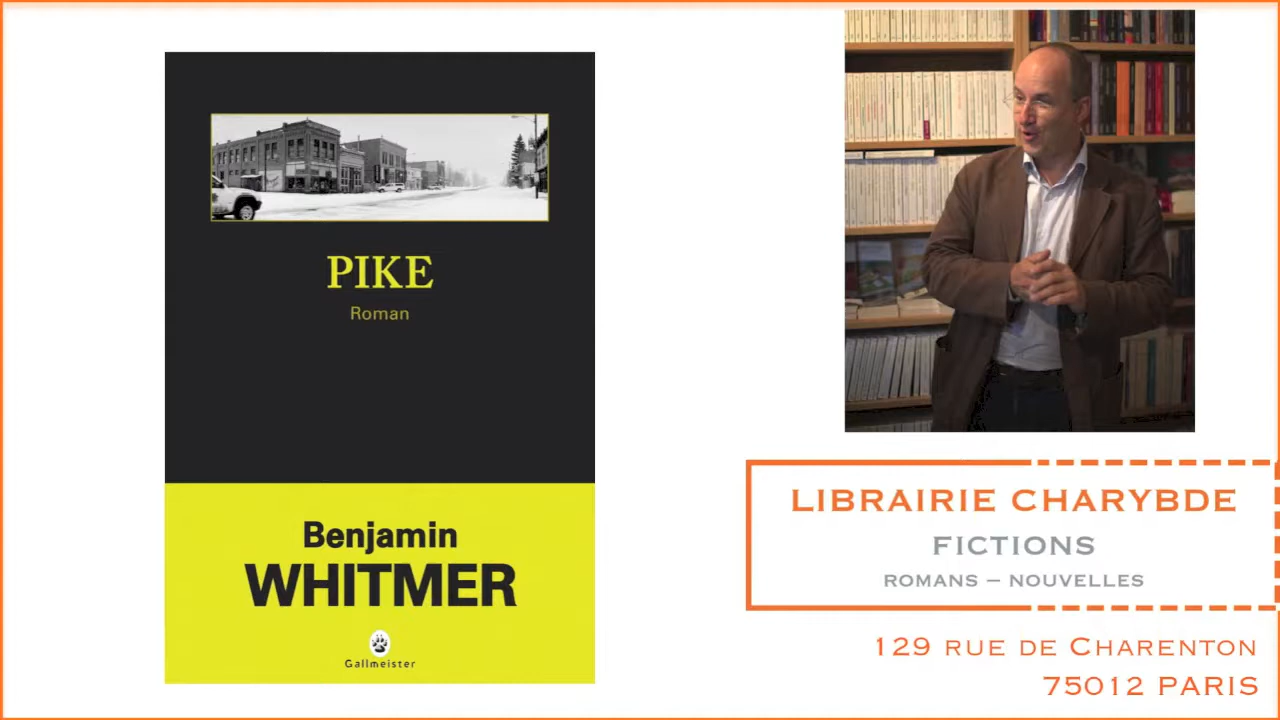 PIKE
Roman
Benjamin
WHITMER
Gallmeister
LIBRAIRIE CHARYBDE
FICTIONS
ROMANS – NOUVELLES
129 RUE DE CHARENTON
75012 PARIS